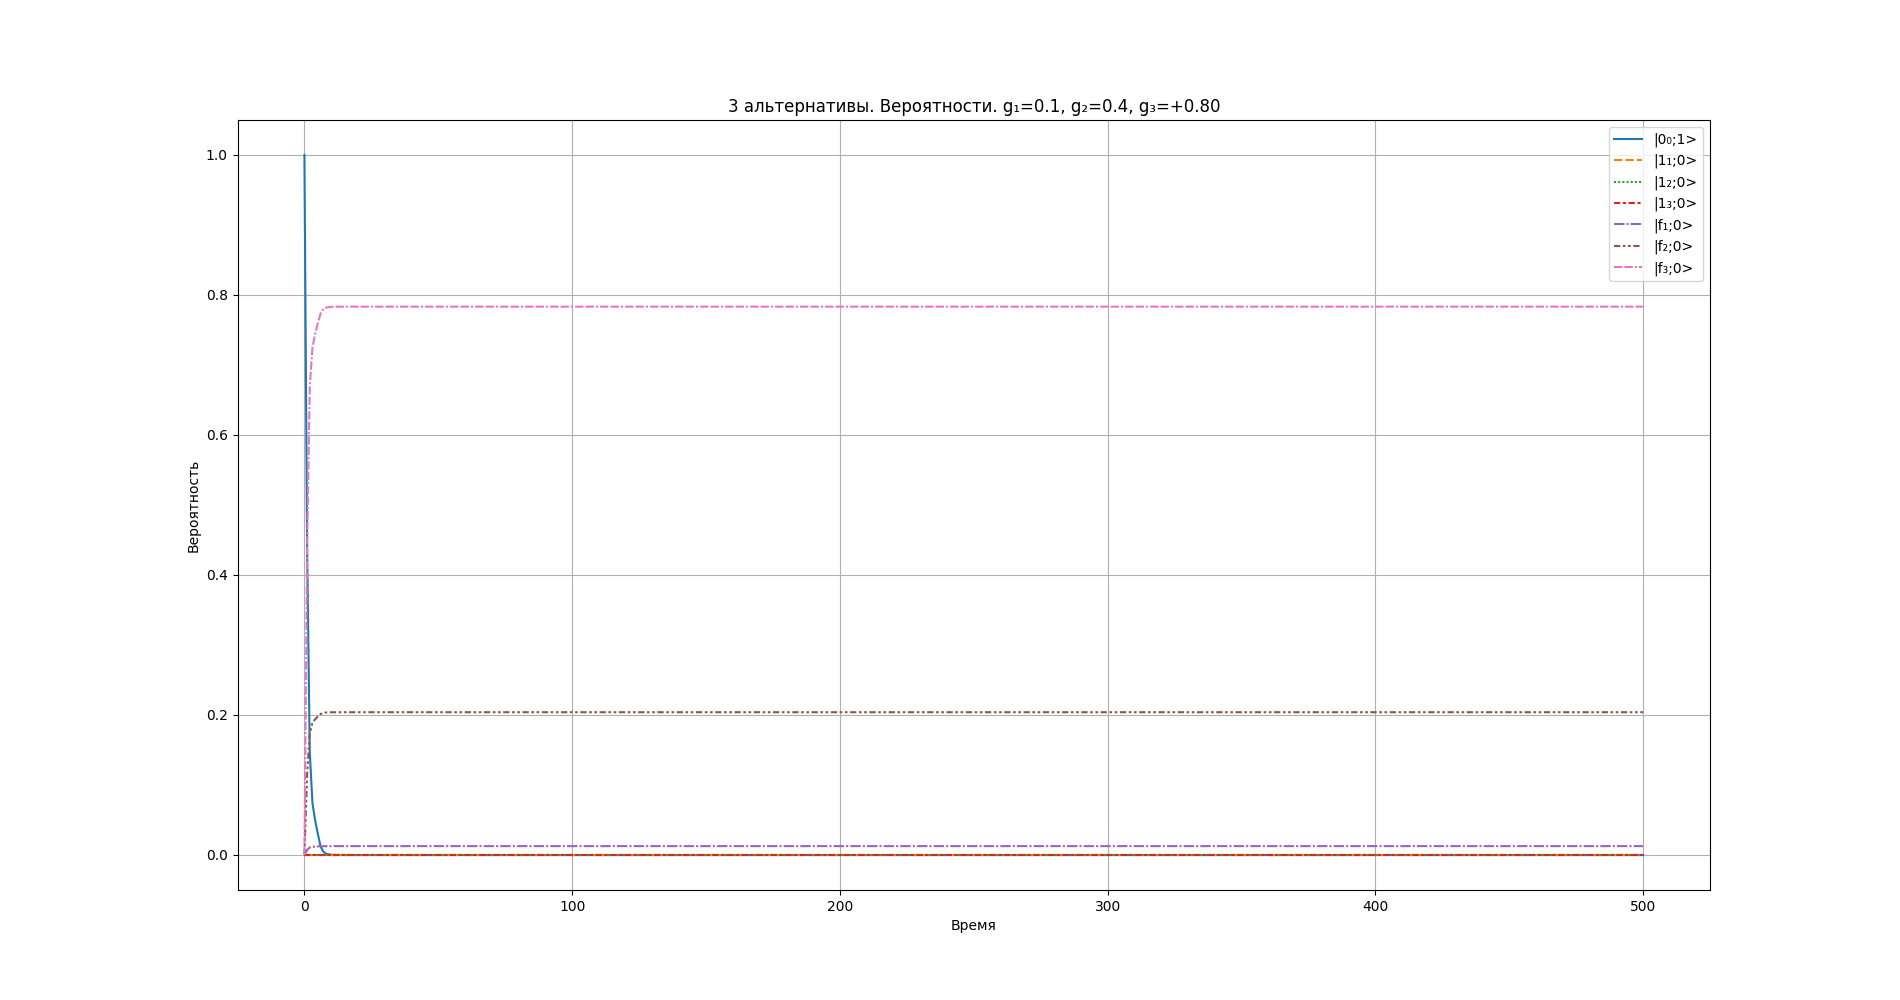 3 альтернативы. Вероятности. g₁=0.1, g₂=0.4, g₃=+0.80
|0₀;1>
|1₁;0>
|1₂;0>
|1₃;0>
|f₁;0>
|f₂;0>
|f₃;0>
1.0
0.8
0.6
0.4
0.2
0.0
Вероятность
0 100 200 300 400 500
Время